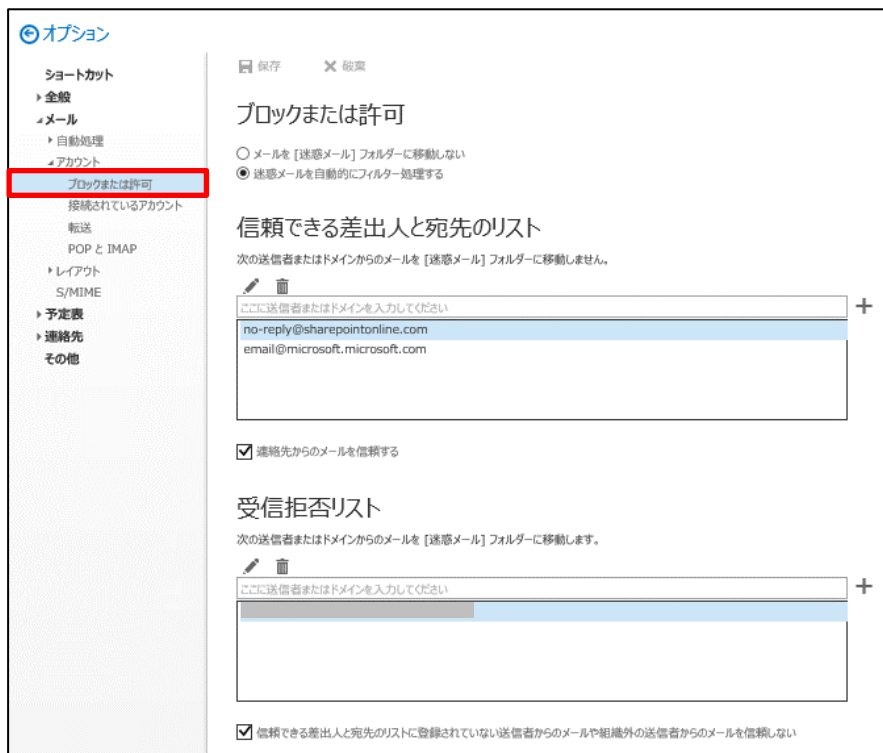 オプション
保存 破棄
ショートカット
全般
メール
自動処理
アカウント
ブロックまたは許可
接続されているアカウント
転送
POP と IMAP
レイアウト
S/MIME
予定表
連絡先
その他
ブロックまたは許可
メールを [迷惑メール] フォルダーに移動しない
迷惑メールを自動的にフィルター処理する
信頼できる差出人と宛先のリスト
次の送信者またはドメインからのメールを [迷惑メール] フォルダーに移動しません。
ここに送信者またはドメインを入力してください
no-reply@sharepointonline.com
email@microsoft.microsoft.com
連絡先からのメールを信頼する
受信拒否リスト
次の送信者またはドメインからのメールを [迷惑メール] フォルダーに移動します。
ここに送信者またはドメインを入力してください
信頼できる差出人と宛先のリストに登録されていない送信者からのメールや組織外の送信者からのメールを信頼しない